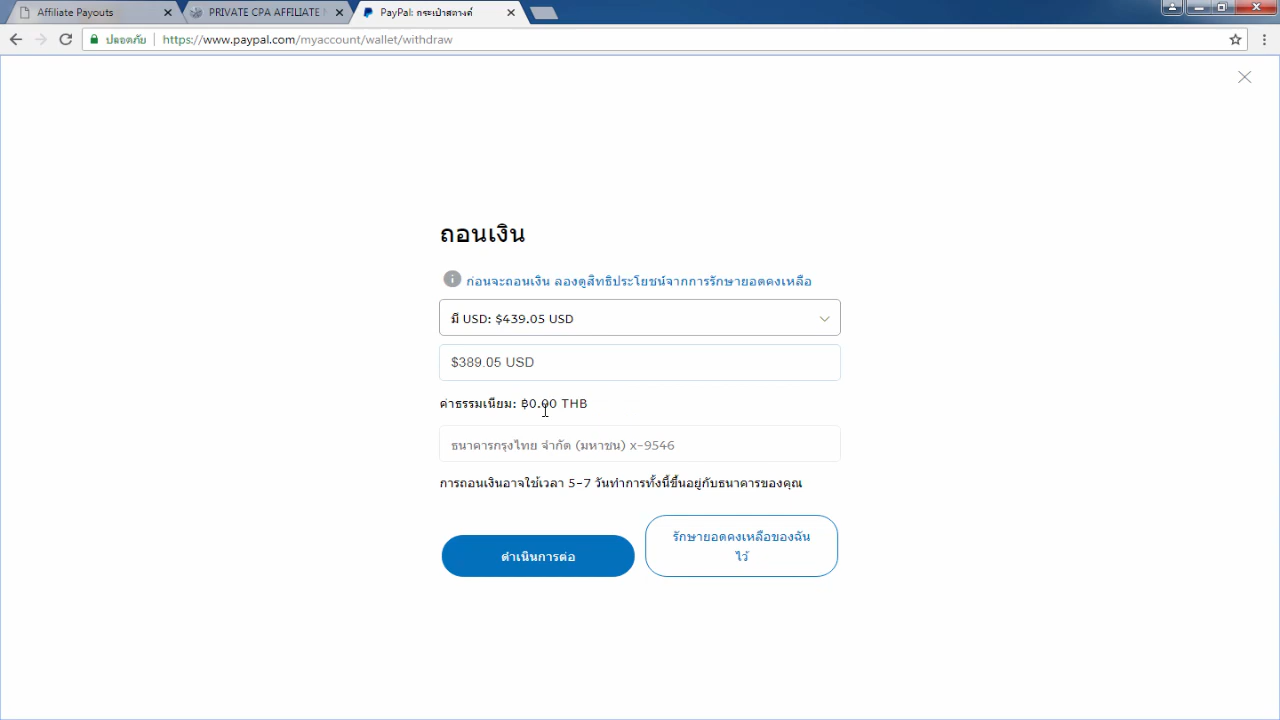 Affiliate Payouts
PRIVATE CPA AFFILIATE
PayPal: กระเป๋าสตางค์
ปลอดภัย
https://www.paypal.com/myaccount/wallet/withdraw
ถอนเงิน
ก่อนจะถอนเงิน ลองดูสิทธิประโยชน์จากการรักษายอดคงเหลือ
มี USD: $439.05 USD
$389.05 USD
ค่าธรรมเนียม: ฿0.00 THB
ธนาคารกรุงไทย จำกัด (มหาชน) x-9546
การถอนเงินอาจใช้เวลา 5-7 วันทำการทั้งนี้ขึ้นอยู่กับธนาคารของคุณ
ดำเนินการต่อ
รักษายอดคงเหลือของฉัน
ไว้